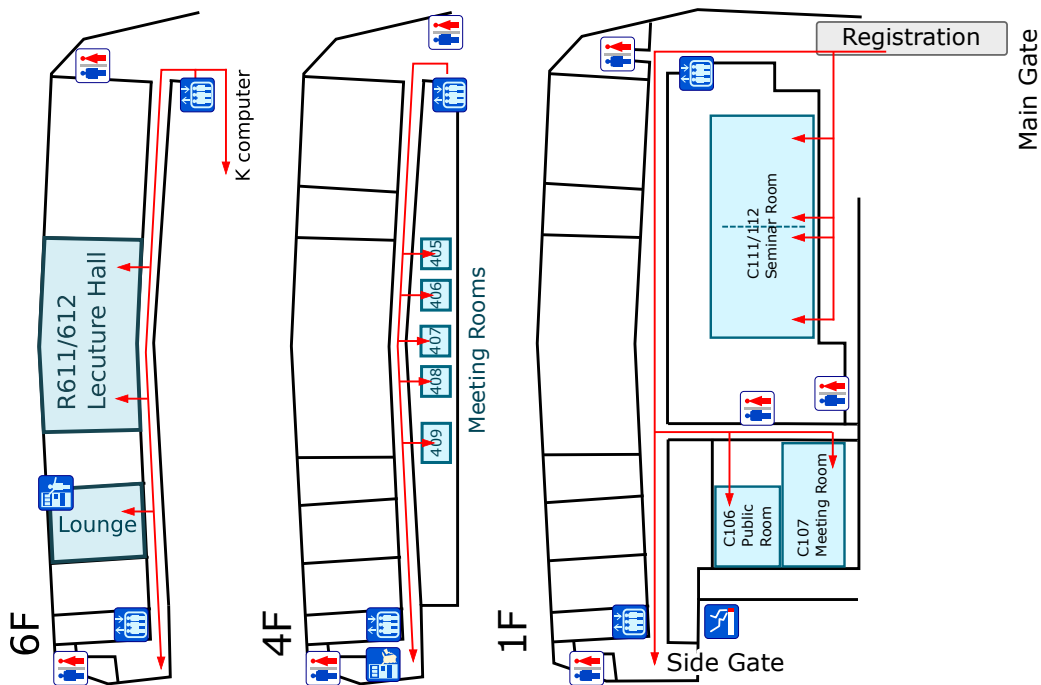 6F
K computer
R611/612
Lecuture Hall
Lounge
4F
405
406
407
408
409
Meeting Rooms
1F
Registration
Main Gate
C111/112
Seminar Room
C106
Public
Room
C107
Meeting Room
Side Gate